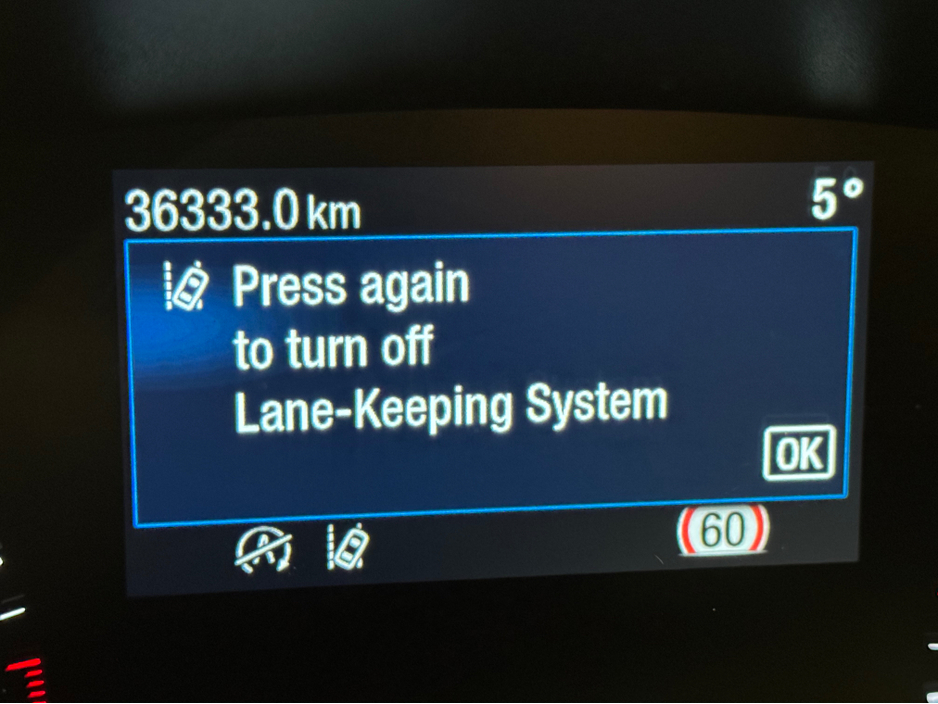 36333.0 km 5°
Press again
to turn off
Lane-Keeping System
OK
A 60